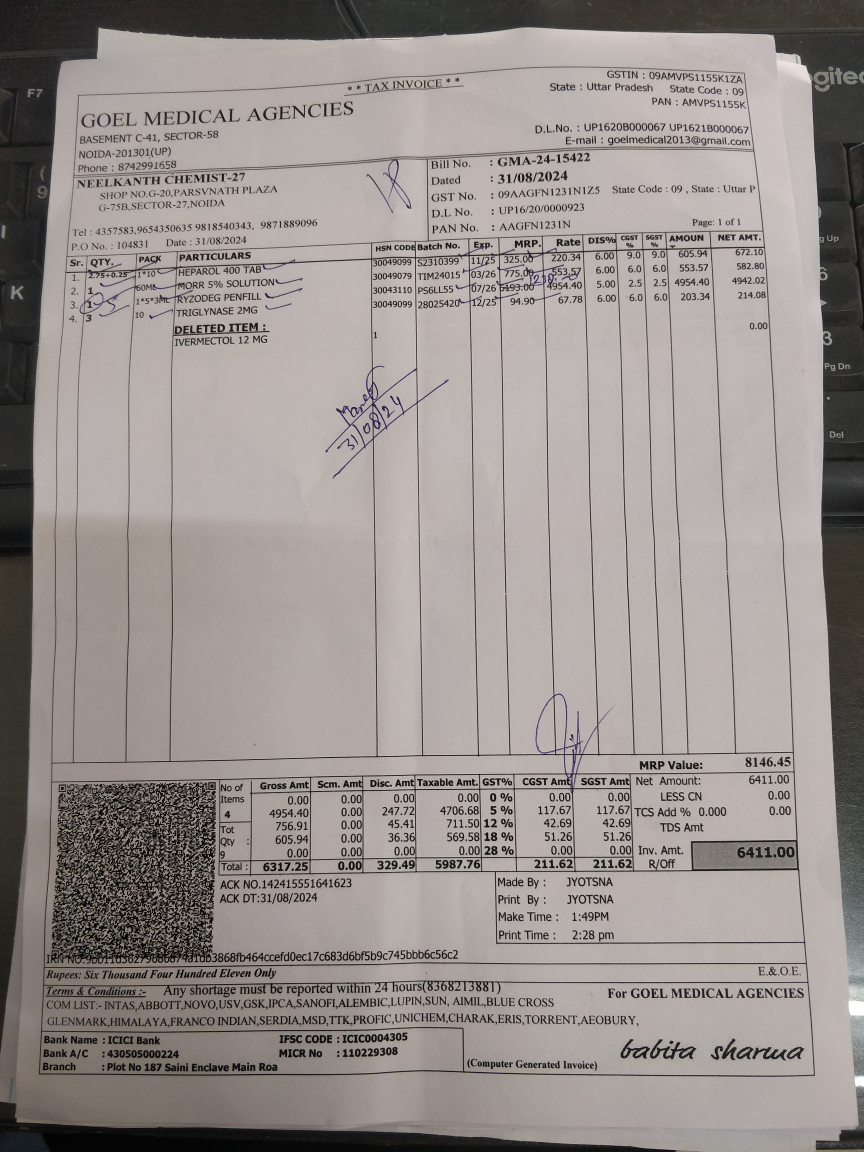 ** TAX INVOICE **
GSTIN : 09AMVPS1155K1ZA
State : Uttar Pradesh State Code : 09
PAN : AMVPS1155K
GOEL MEDICAL AGENCIES
BASEMENT C-41, SECTOR-58
NOIDA-201301(UP)
Phone : 8742991658
D.L.No. : UP1620B000067 UP1621B000067
E-mail : goelmedical2013@gmail.com
NEELKANTH CHEMIST-27
SHOP NO.G-20,PARSVNATH PLAZA
G-75B,SECTOR-27,NOIDA
Tel : 4357583,9654350635 9818540343, 9871889096
P.O No. : 104831 Date : 31/08/2024
18
Bill No. : GMA-24-15422
Dated : 31/08/2024
GST No. : 09AAGFN1231N1Z5 State Code : 09 , State : Uttar P
D.L No. : UP16/20/0000923
PAN No. : AAGFN1231N Page: 1 of 1
Sr. QTY. PACK PARTICULARS HSN CODE Batch No. Exp. MRP. Rate DIS% CGST % SGST % AMOUN NET AMT.
1. 2.75+0.25 1*10 HEPAROL 400 TAB 30049099 S2310399 11/25 325.00 220.34 6.00 9.0 9.0 605.94 672.10
2. 1 60ML MORR 5% SOLUTION 30049079 TIM24015 03/26 775.00 553.57 6.00 6.0 6.0 553.57 582.80
3. 1 1*5*3ML RYZODEG PENFILL 30043110 PS6LL55 07/26 6193.00 4954.40 5.00 2.5 2.5 4954.40 4942.02
4. 3 10 TRIGLYNASE 2MG 30049099 28025420 12/25 94.90 67.78 6.00 6.0 6.0 203.34 214.08
DELETED ITEM :
IVERMECTOL 12 MG 1 0.00
31/08/24
MRP Value: 8146.45
No of Items Gross Amt Scm. Amt Disc. Amt Taxable Amt. GST% CGST Amt SGST Amt
0.00 0.00 0.00 0.00 0 % 0.00 0.00
4 4954.40 0.00 247.72 4706.68 5 % 117.67 117.67
Tot 756.91 0.00 45.41 711.50 12 % 42.69 42.69
Qty : 605.94 0.00 36.36 569.58 18 % 51.26 51.26
9 0.00 0.00 0.00 0.00 28 % 0.00 0.00
Total : 6317.25 0.00 329.49 5987.76 211.62 211.62
Net Amount: 6411.00
LESS CN 0.00
TCS Add % 0.000 0.00
TDS Amt
Inv. Amt. 6411.00
R/Off
ACK NO.142415551641623
ACK DT:31/08/2024
Made By : JYOTSNA
Print By : JYOTSNA
Make Time : 1:49PM
Print Time : 2:28 pm
Rupees: Six Thousand Four Hundred Eleven Only
E.& O.E.
Terms & Conditions :- Any shortage must be reported within 24 hours(8368213881)
COM LIST:- INTAS,ABBOTT,NOVO,USV,GSK,IPCA,SANOFI,ALEMBIC,LUPIN,SUN, AIMIL,BLUE CROSS
GLENMARK,HIMALAYA,FRANCO INDIAN,SERDIA,MSD,TTK,PROFIC,UNICHEM,CHARAK,ERIS,TORRENT,AEOBURY,
For GOEL MEDICAL AGENCIES
Bank Name : ICICI Bank IFSC CODE : ICIC0004305
Bank A/C : 430505000224 MICR No : 110229308
Branch : Plot No 187 Saini Enclave Main Roa
(Computer Generated Invoice)
babita sharma
F7
9
K
logitec
g Up
3
Pg Dn
Del